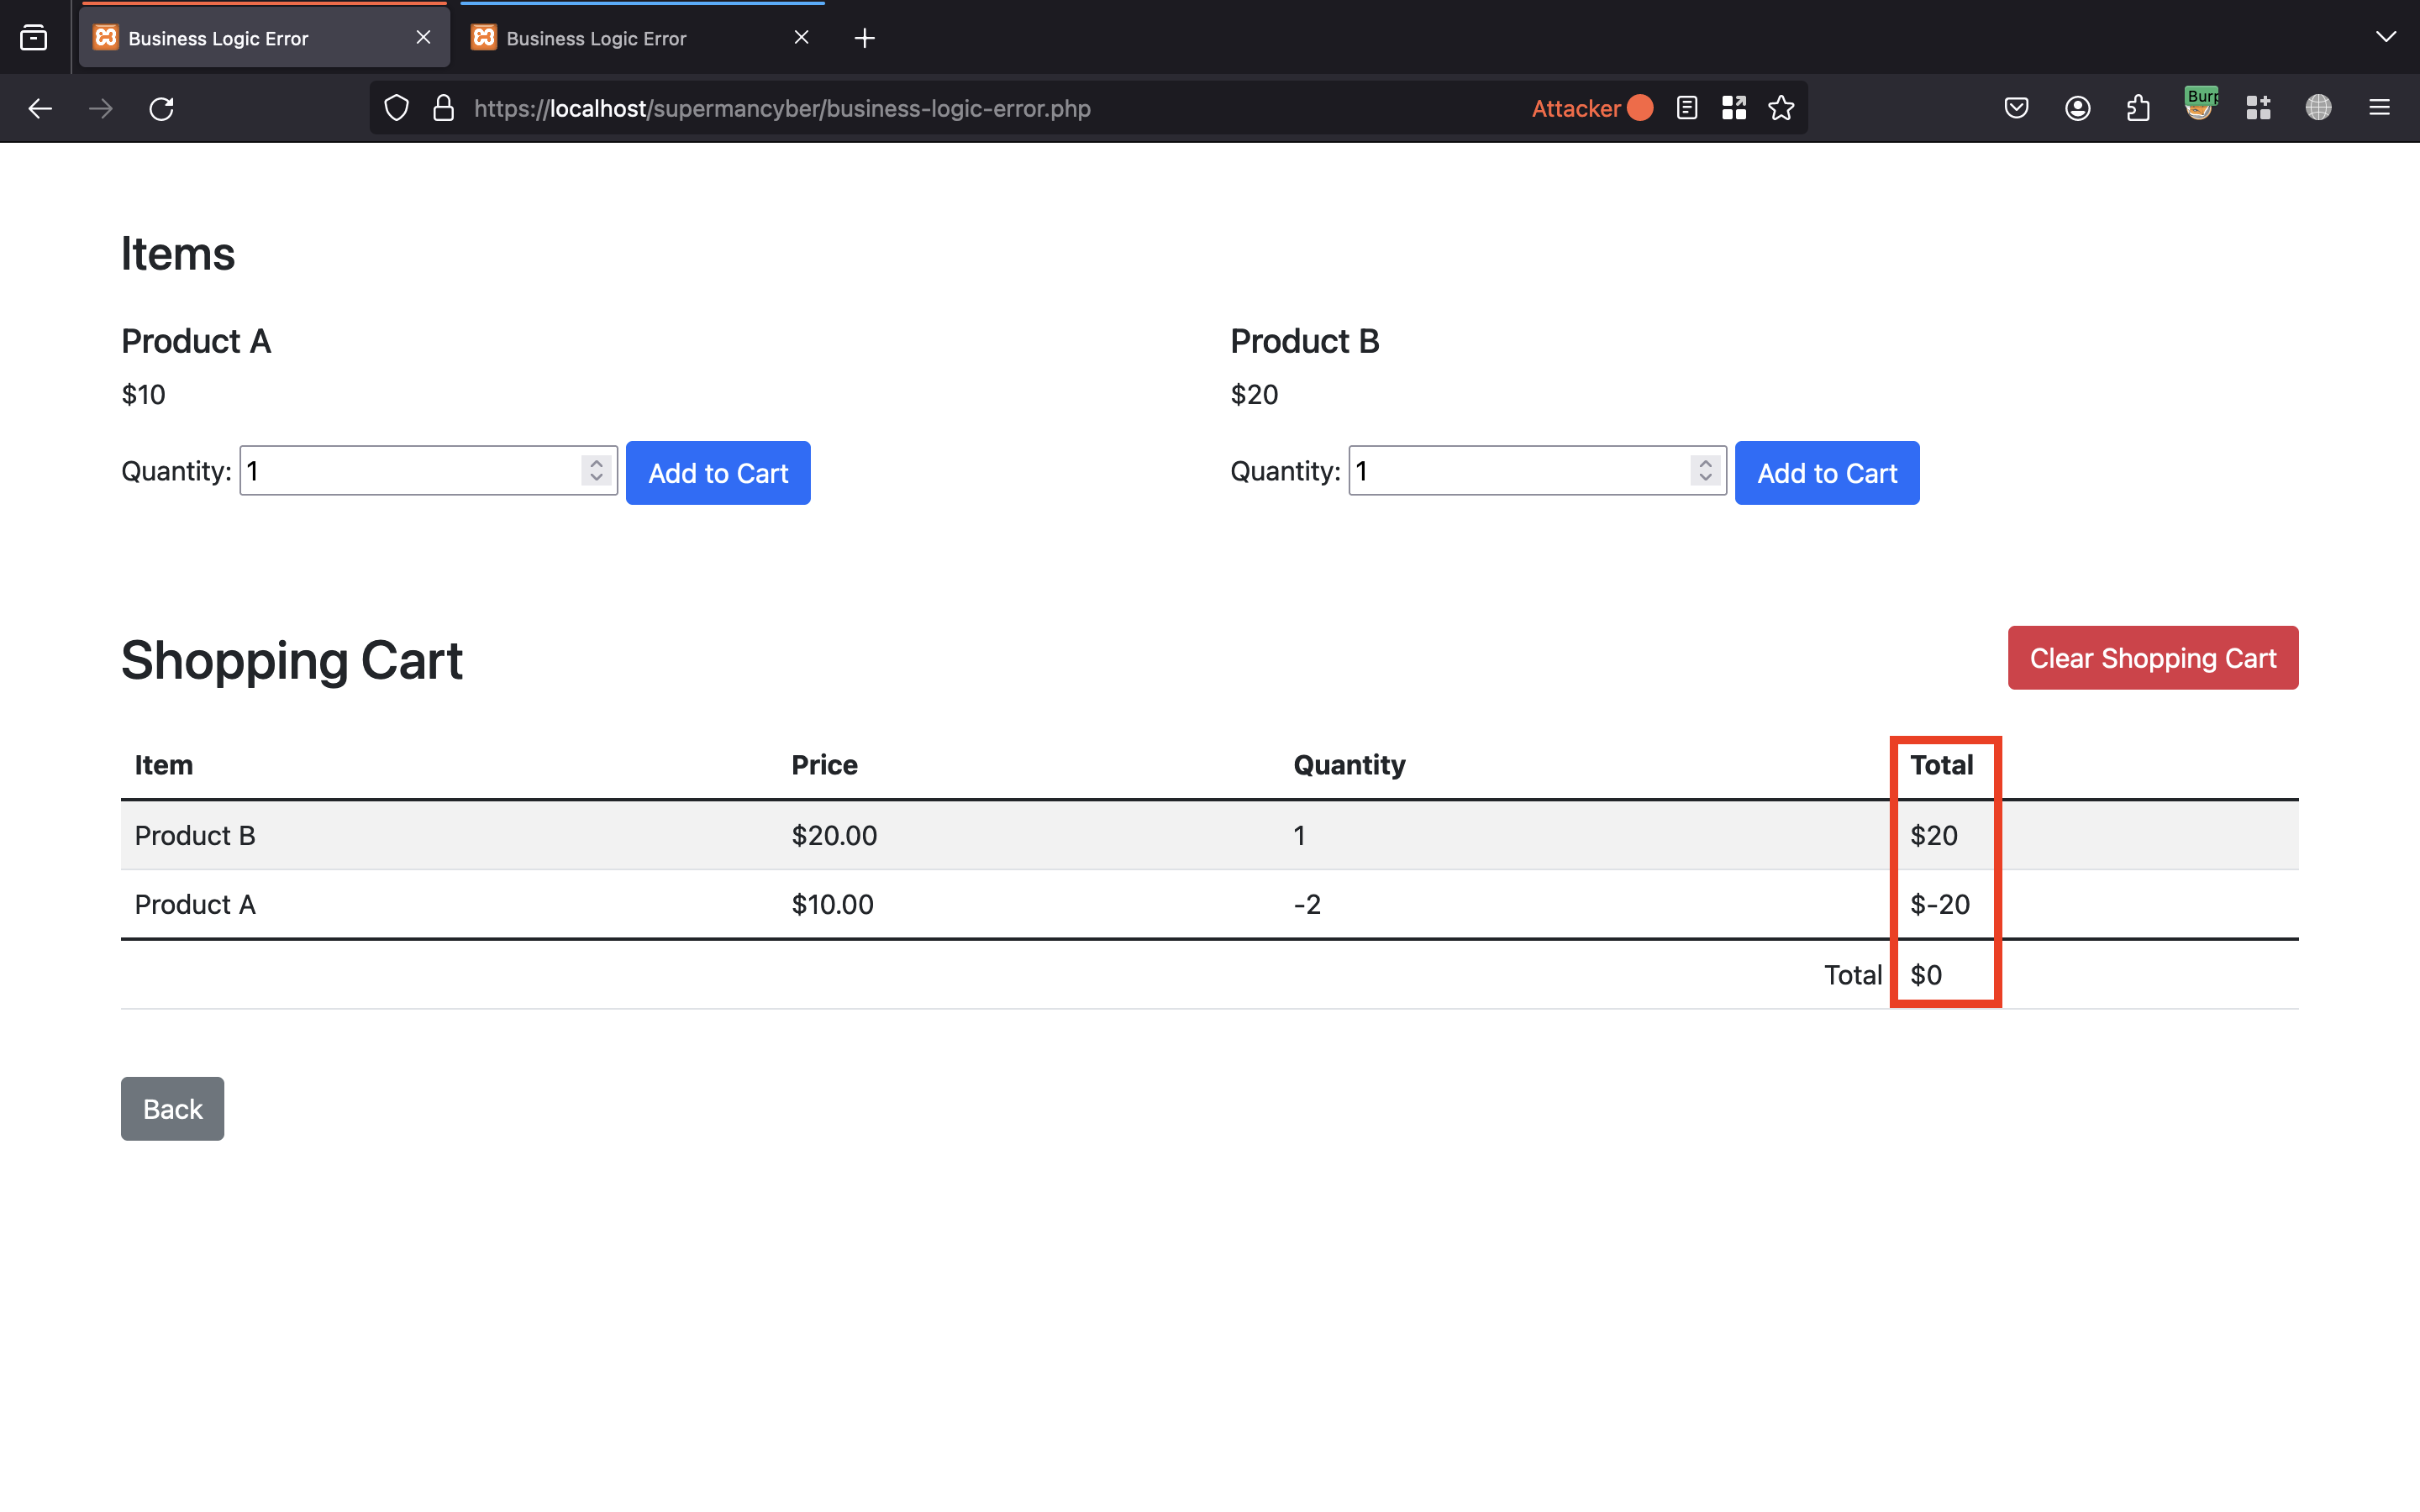 Business Logic Error
Business Logic Error
https://localhost/supermancyber/business-logic-error.php
Attacker
Items
Product A
$10
Quantity: 1
Add to Cart
Product B
$20
Quantity: 1
Add to Cart
Shopping Cart
Clear Shopping Cart
Item Price Quantity Total
Product B $20.00 1 $20
Product A $10.00 -2 $-20
Total $0
Back